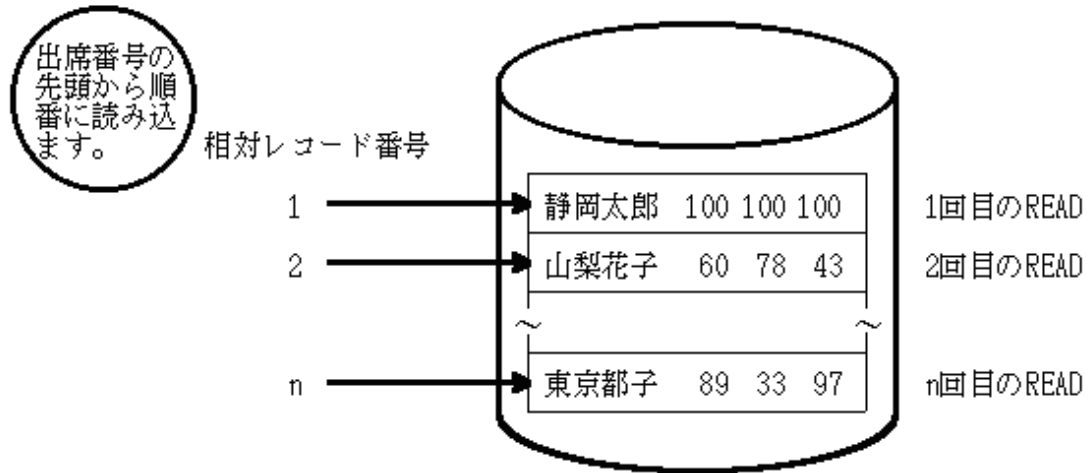 出席番号の
先頭から順
番に読み込
ます。
相対レコード番号
1 静岡太郎 100 100 100 1回目のREAD
2 山梨花子 60 78 43 2回目のREAD
~ ~
n 東京都子 89 33 97 n回目のREAD